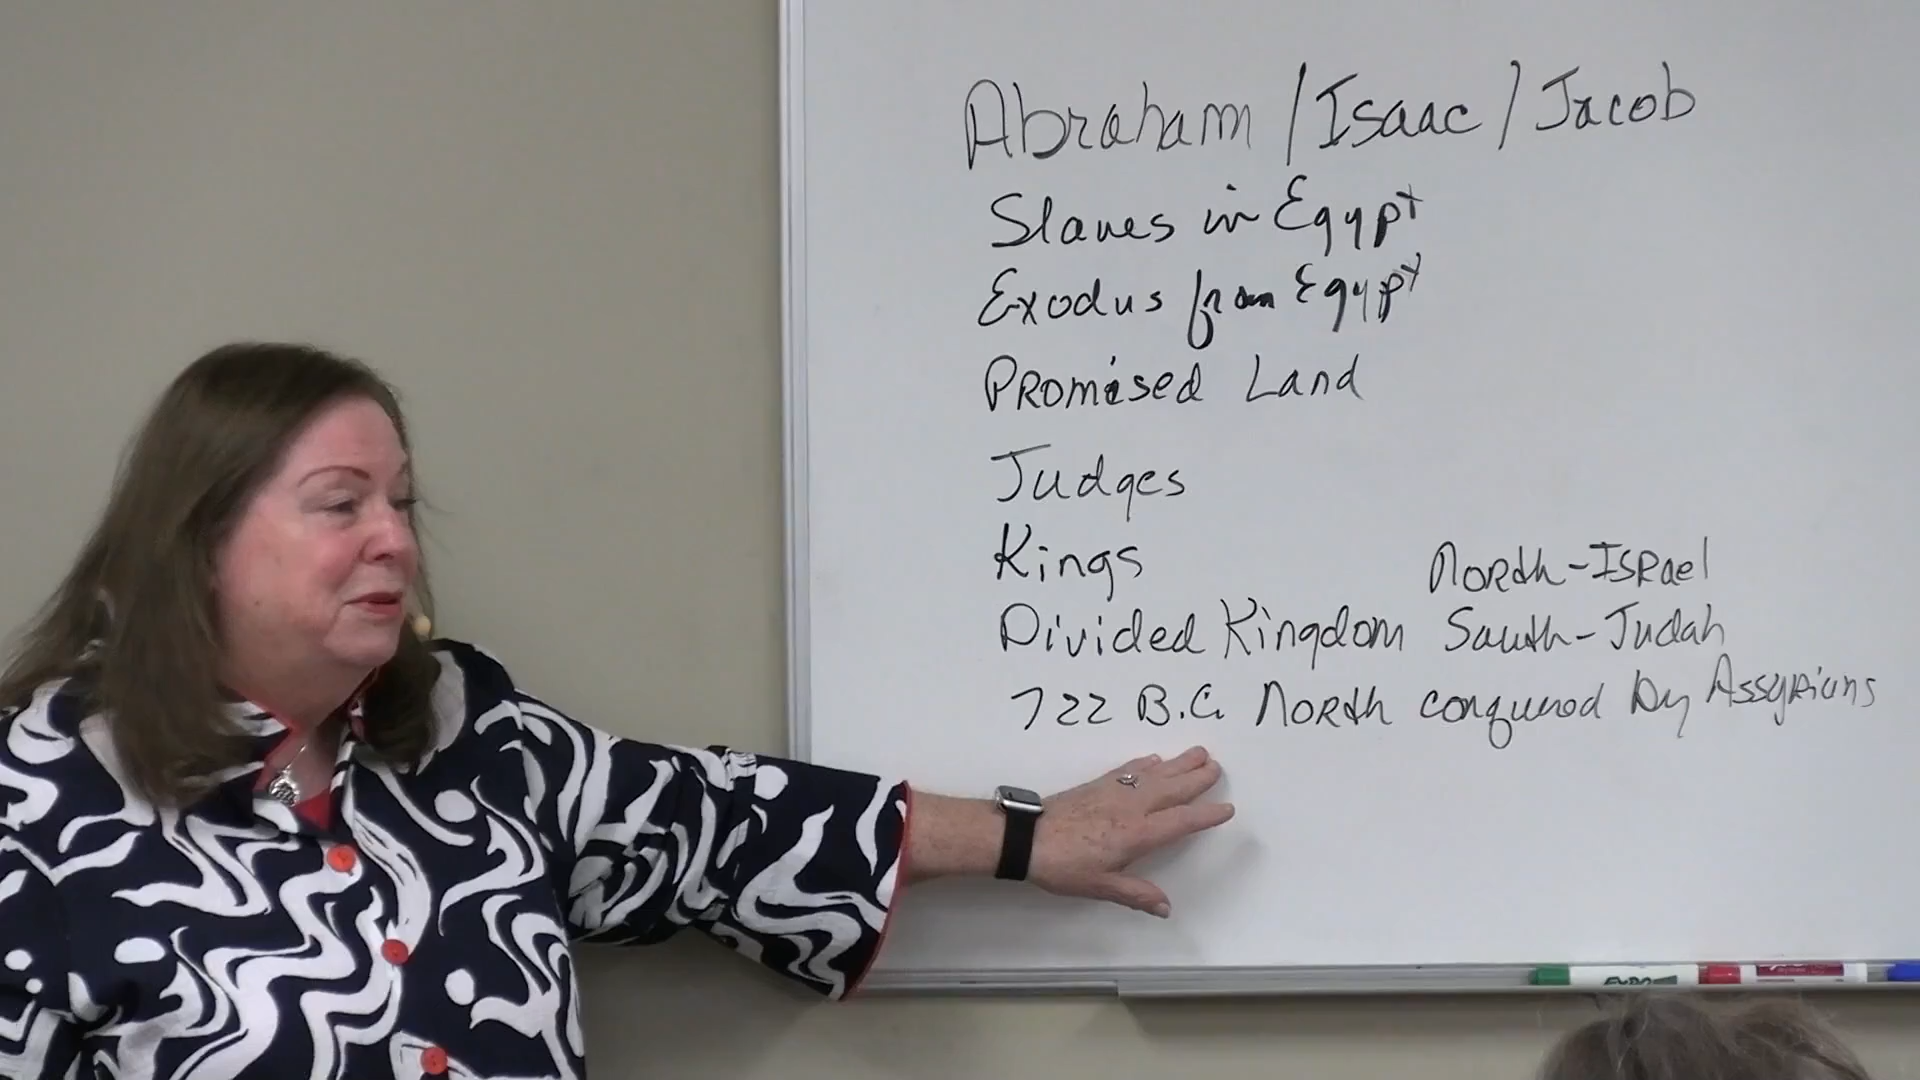 Abraham / Isaac / Jacob
Slaves in Egypt
Exodus from Egypt
Promised Land
Judges
Kings
North - Israel
Divided Kingdom South - Judah
722 B.C. North conquered by Assyrians
EXPO